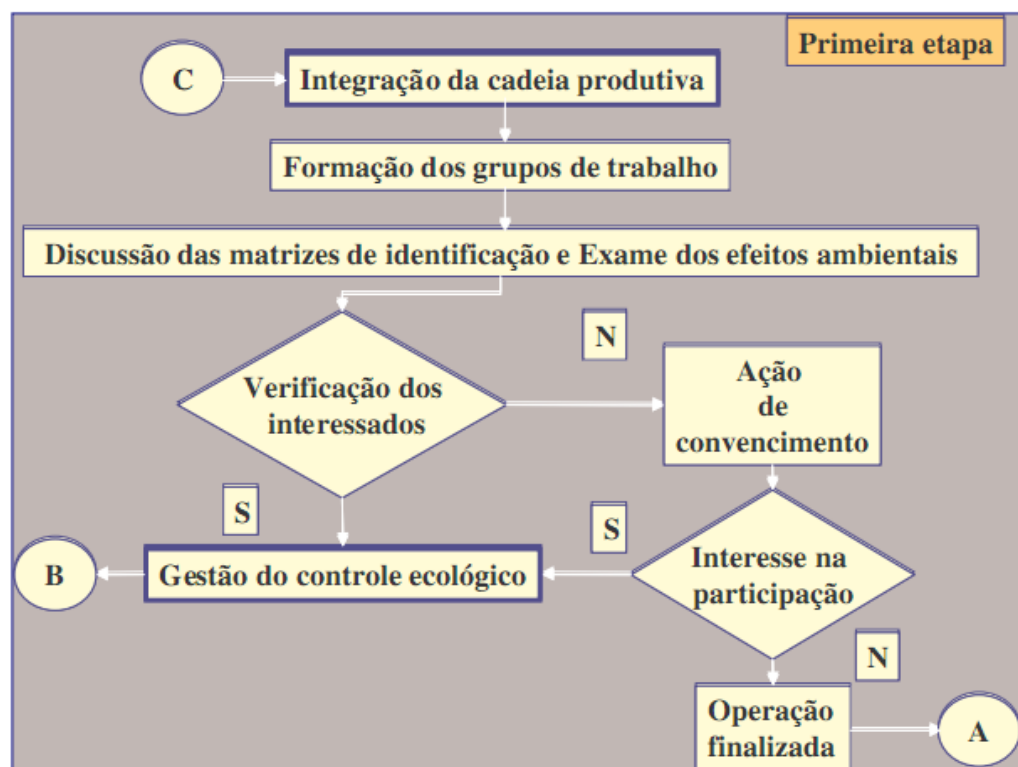 Primeira etapa
C
Integração da cadeia produtiva
Formação dos grupos de trabalho
Discussão das matrizes de identificação e Exame dos efeitos ambientais
N
Verificação dos
interessados
Ação
de
convencimento
S
S
B
Gestão do controle ecológico
Interesse na
participação
N
Operação
finalizada
A